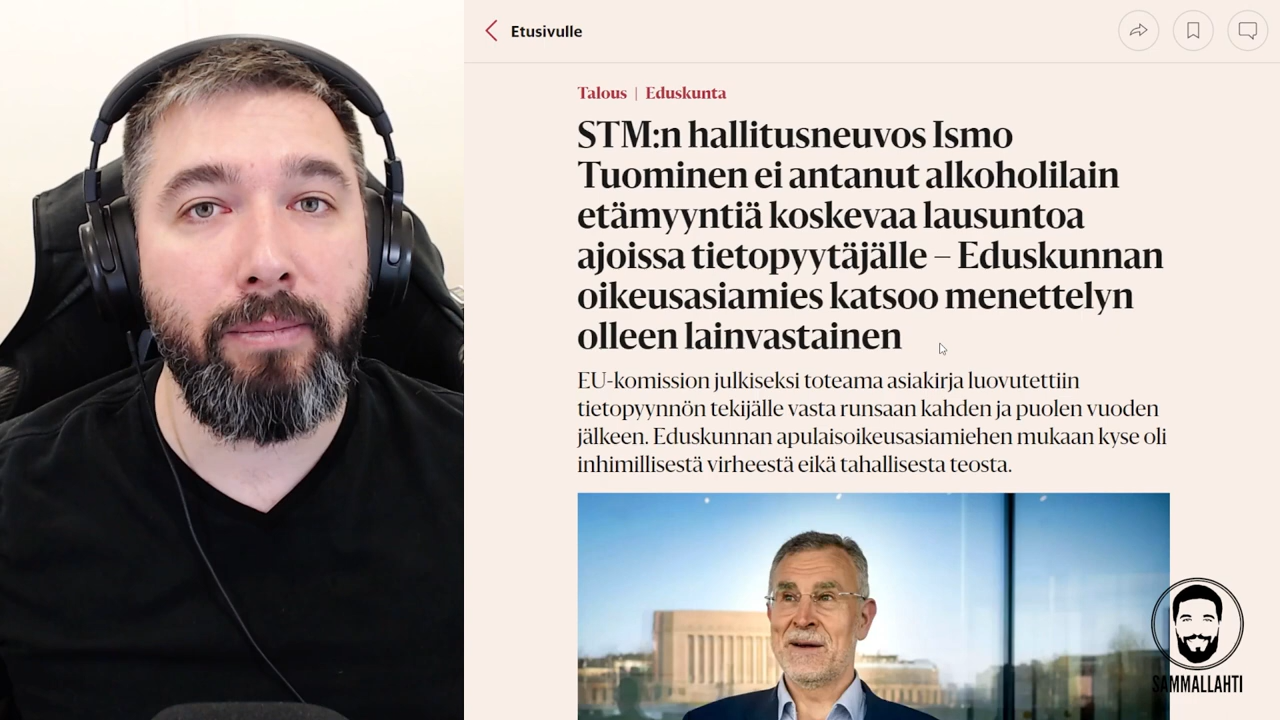 Etusivulle
Talous | Eduskunta
STM:n hallitusneuvos Ismo
Tuominen ei antanut alkoholilain
etämyyntiä koskevaa lausuntoa
ajoissa tietopyytäjälle – Eduskunnan
oikeusasiamies katsoo menettelyn
olleen lainvastainen
EU-komission julkiseksi toteama asiakirja luovutettiin
tietopyynnön tekijälle vasta runsaan kahden ja puolen vuoden
jälkeen. Eduskunnan apulaisoikeusasiamiehen mukaan kyse oli
inhimillisestä virheestä eikä tahallisesta teosta.
SAMMALLAHTI